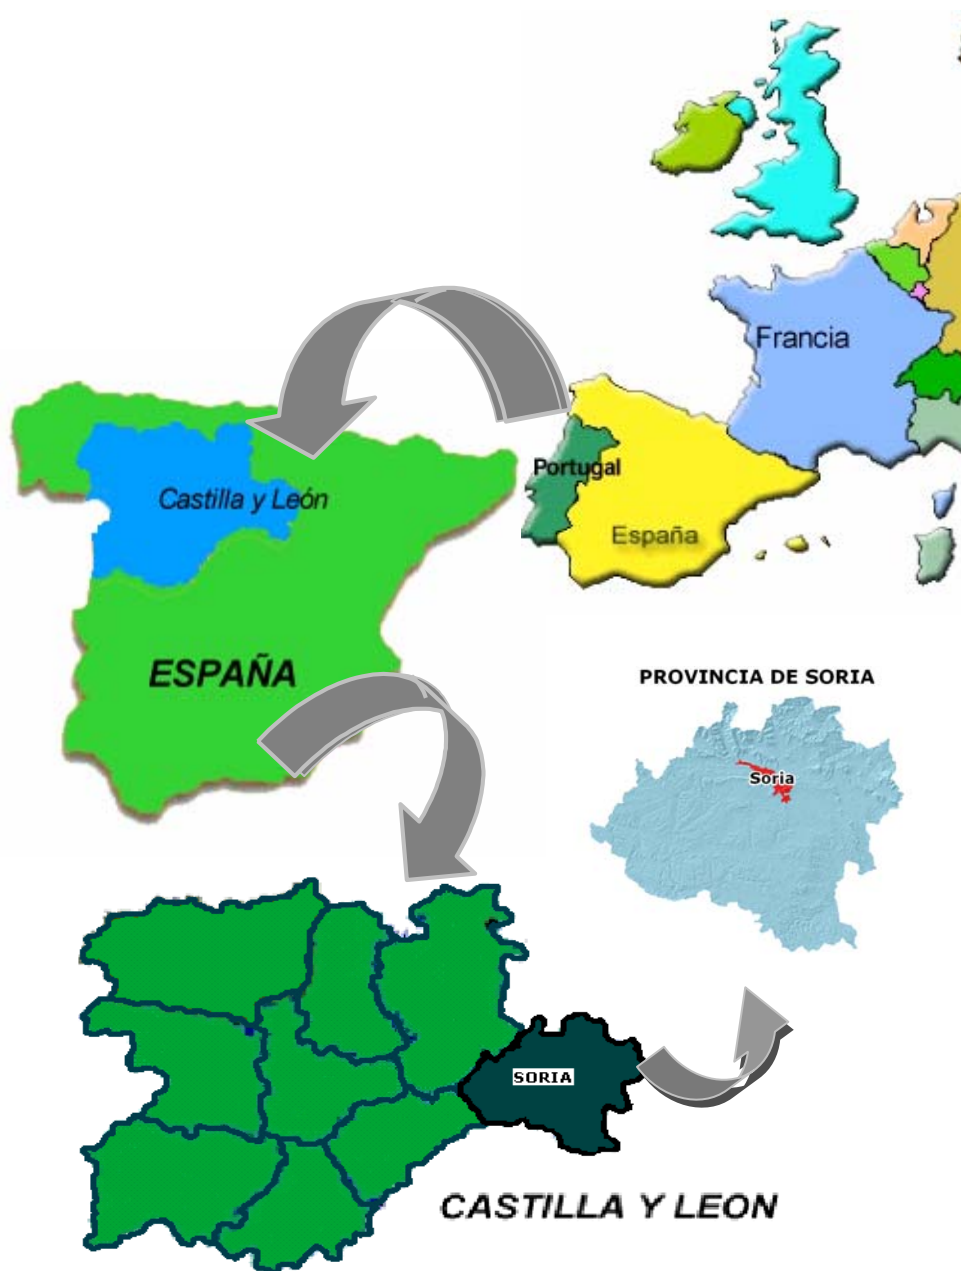 Francia
Portugal
España
Castilla y León
ESPAÑA
PROVINCIA DE SORIA
Soria
SORIA
CASTILLA Y LEON